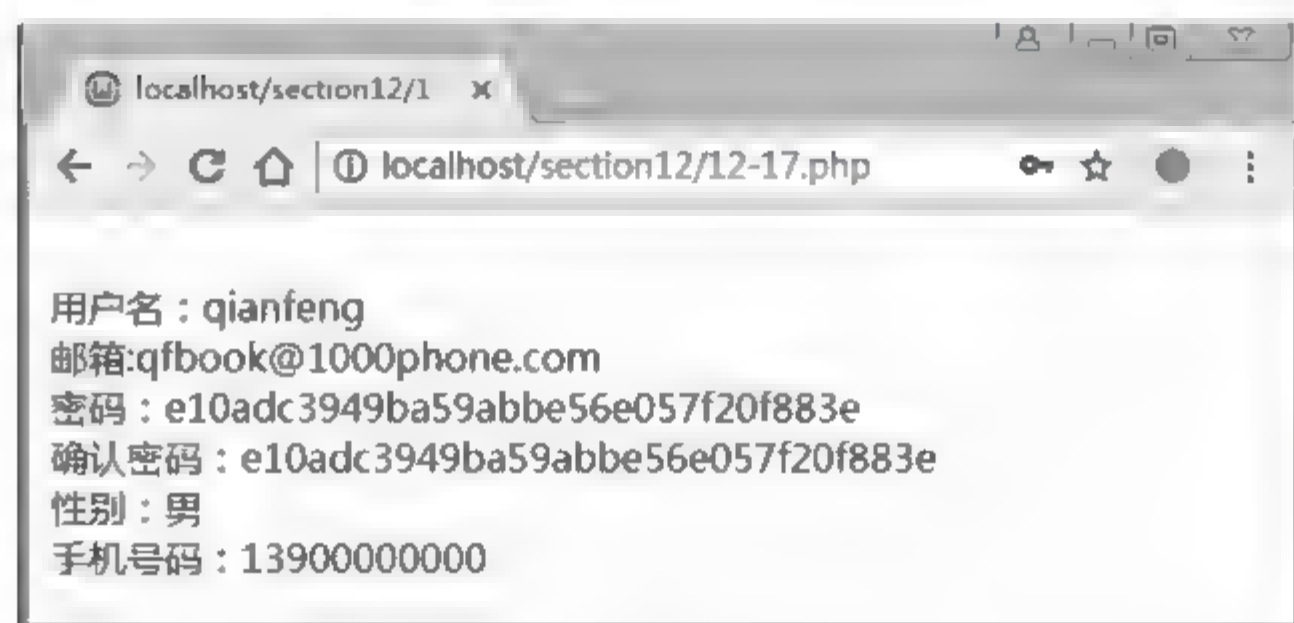 localhost/section12/1
localhost/section12/12-17.php
用户名：qianfeng
邮箱:qfbook@1000phone.com
密码：e10adc3949ba59abbe56e057f20f883e
确认密码：e10adc3949ba59abbe56e057f20f883e
性别：男
手机号码：13900000000